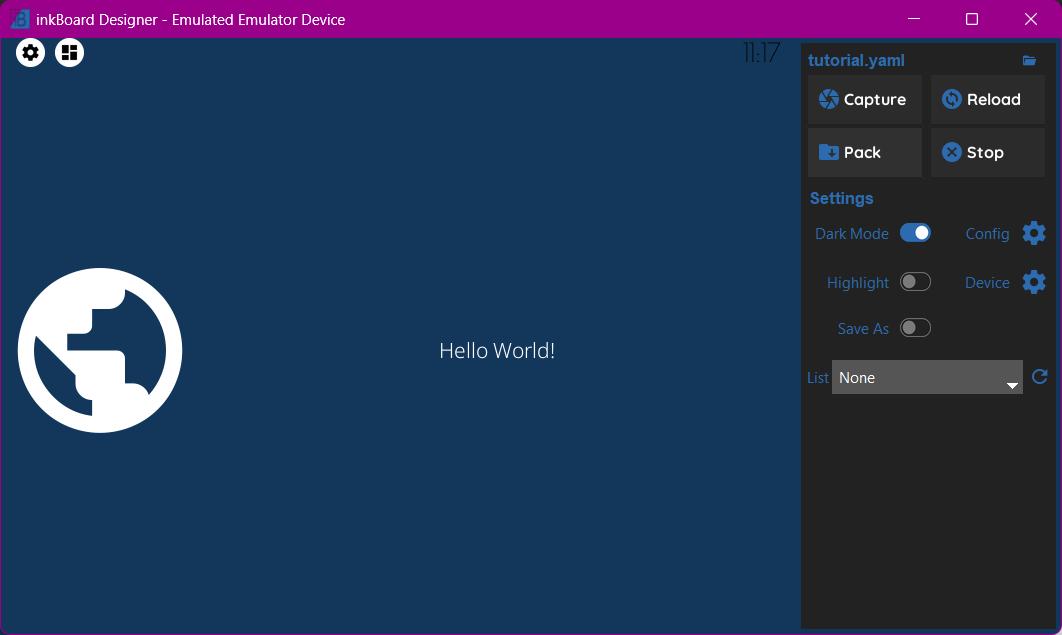 inkBoard Designer - Emulated Emulator Device
11:17
Hello World!
tutorial.yaml
Capture
Reload
Pack
Stop
Settings
Dark Mode
Config
Highlight
Device
Save As
List
None